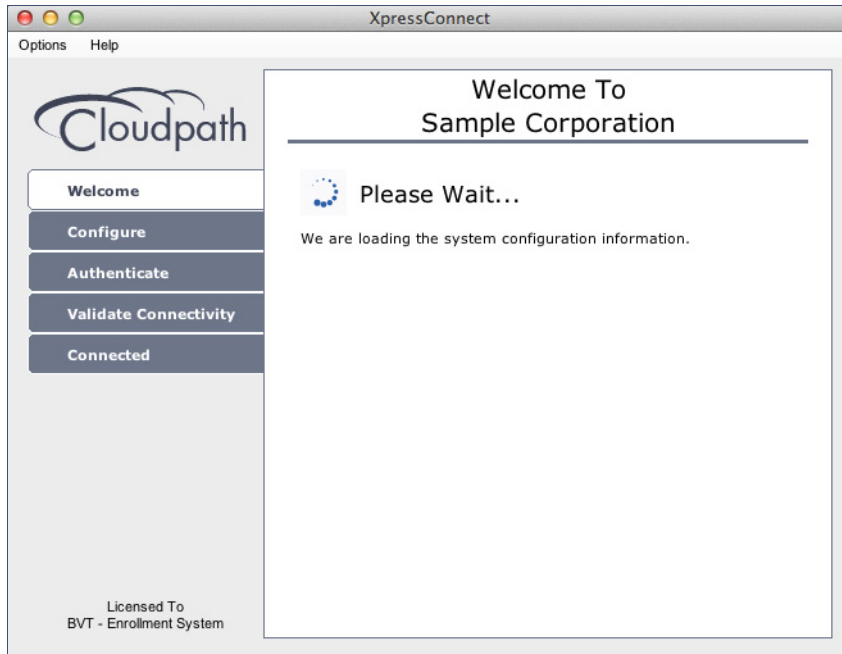 XpressConnect
Options Help
Cloudpath
Welcome To
Sample Corporation
Welcome
Configure
Authenticate
Validate Connectivity
Connected
Please Wait...
We are loading the system configuration information.
Licensed To
BVT - Enrollment System